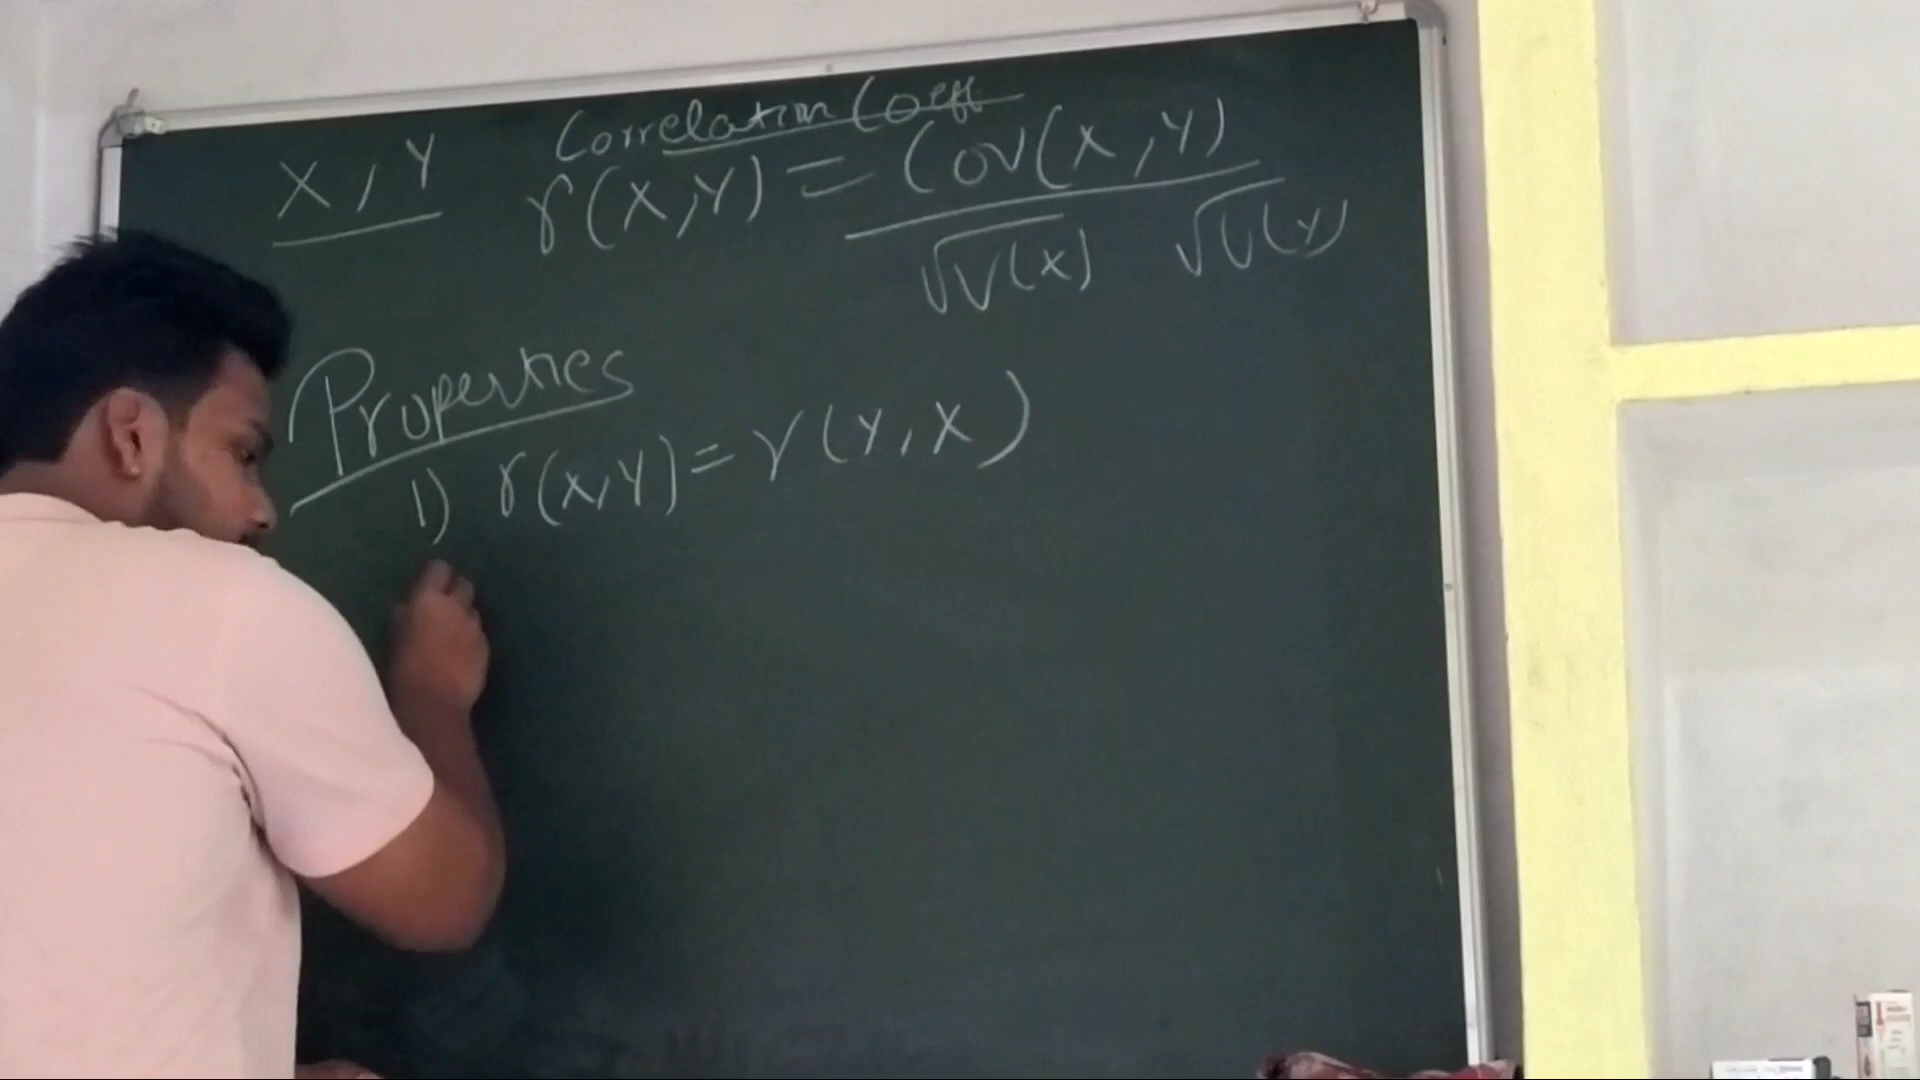 Correlation Coeff
X, Y r(X,Y) = Cov(X,Y) / √V(X) √V(Y)
Properties
1) r(X,Y) = r(Y,X)